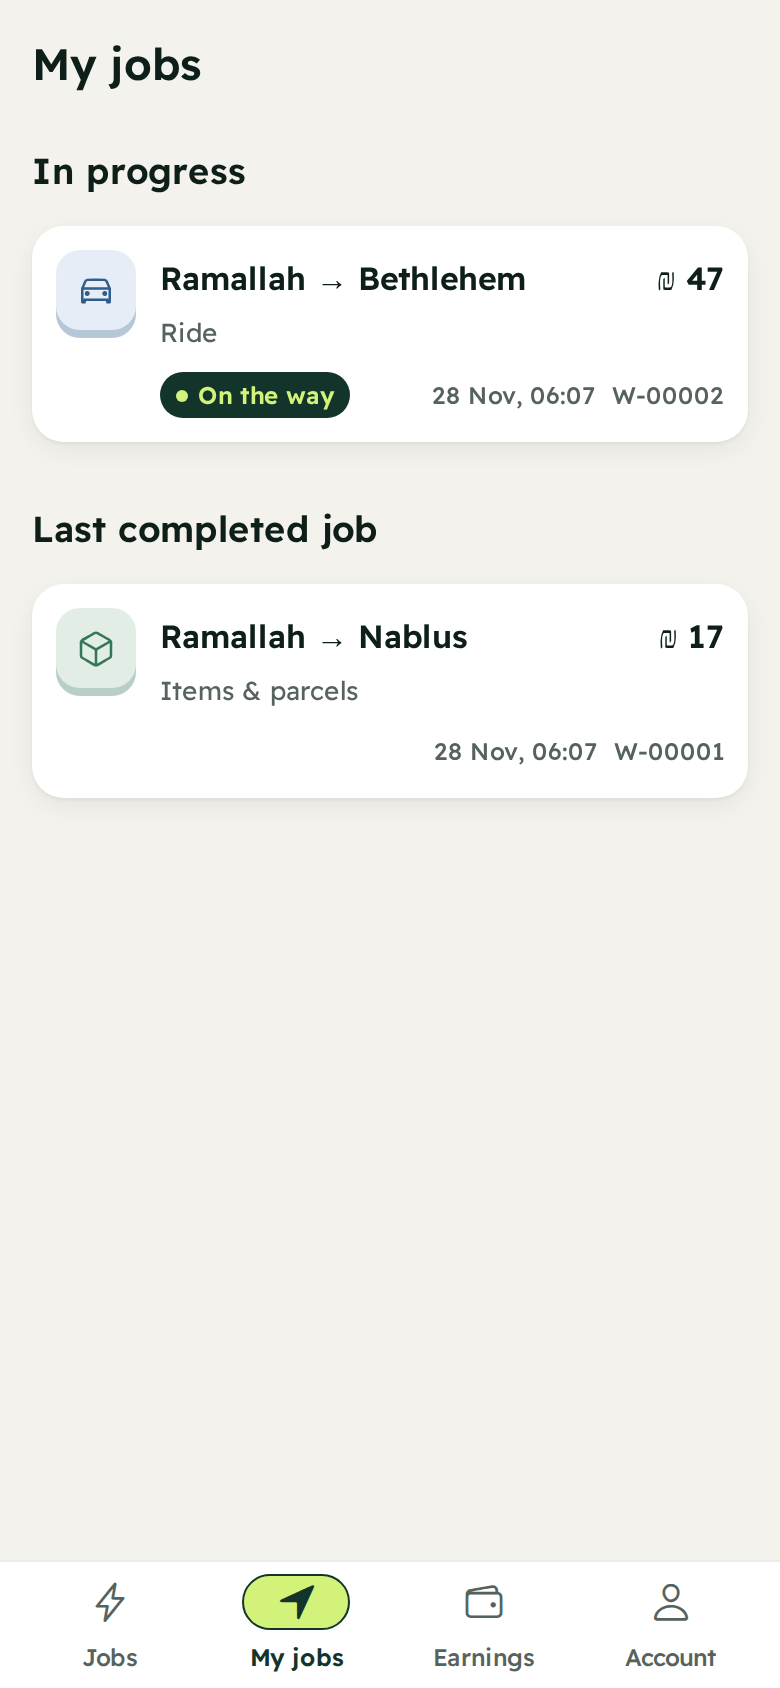 My jobs
In progress
Ramallah → Bethlehem ₪ 47
Ride
On the way 28 Nov, 06:07 W-00002
Last completed job
Ramallah → Nablus ₪ 17
Items & parcels
28 Nov, 06:07 W-00001
Jobs My jobs Earnings Account